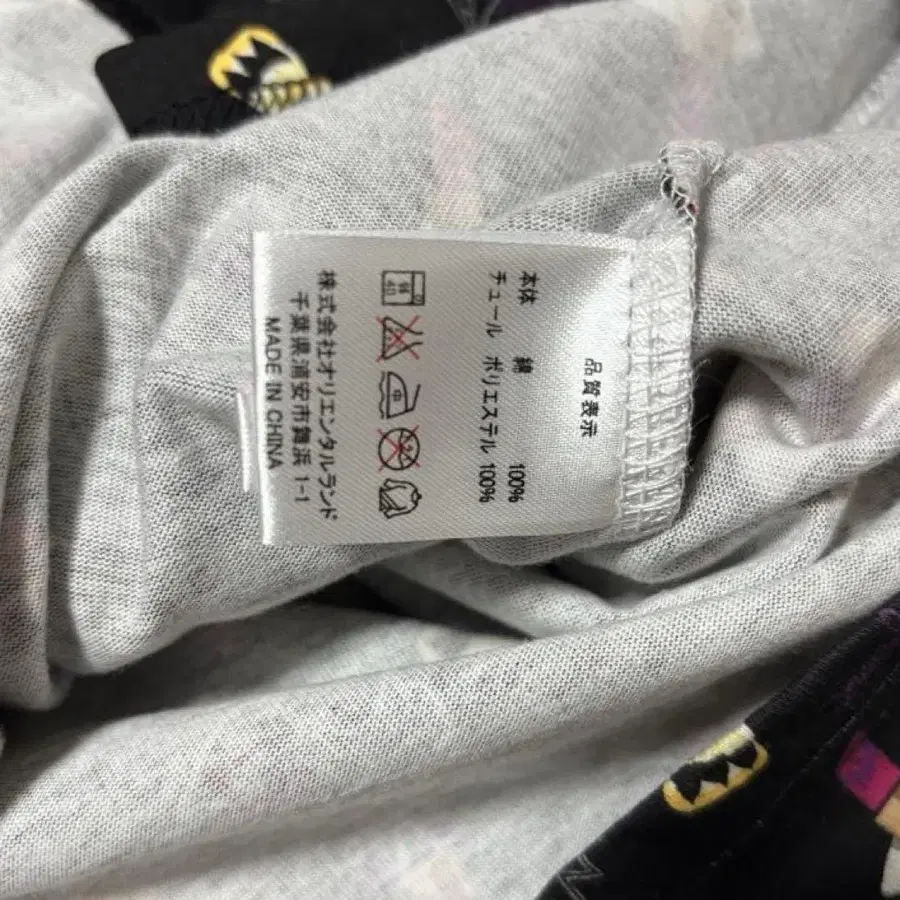 品質表示
本体 綿 100%
チュール ポリエステル 100%
株式会社オリエンタルランド
千葉県浦安市舞浜 1-1
MADE IN CHINA